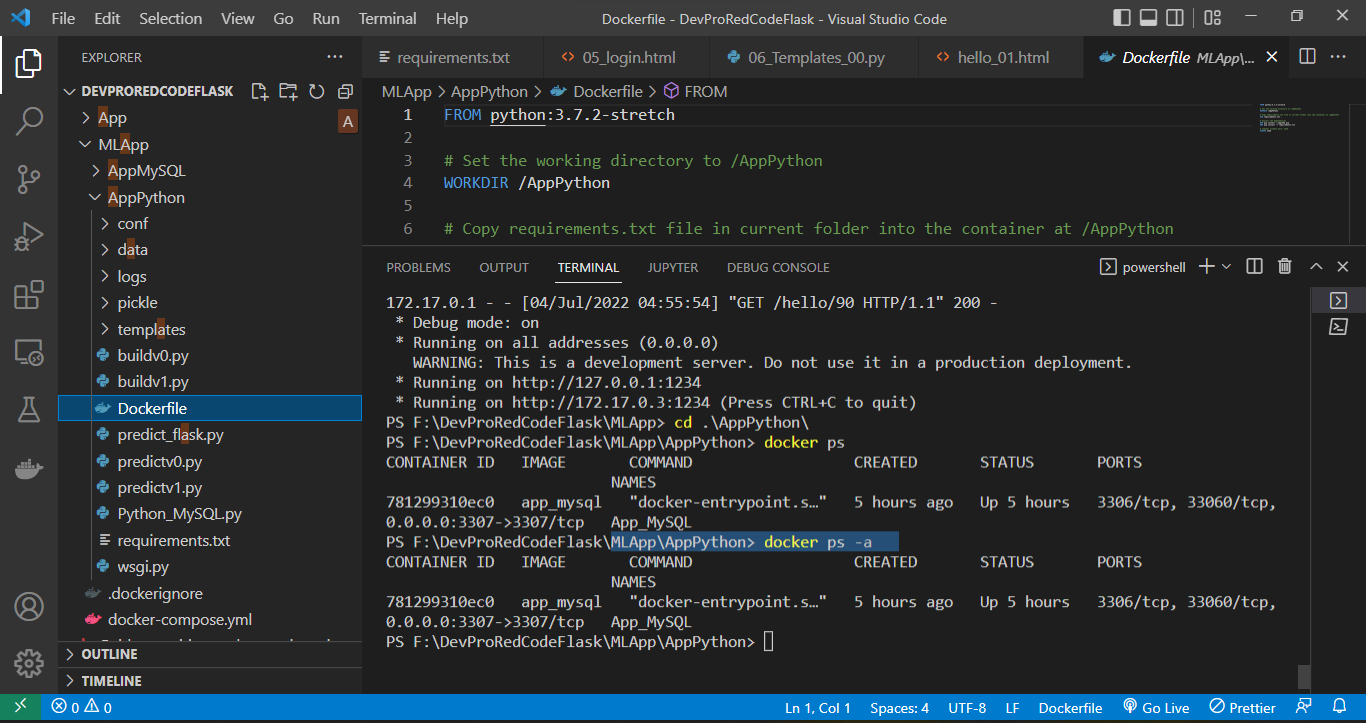 File Edit Selection View Go Run Terminal Help Dockerfile - DevProRedCodeFlask - Visual Studio Code
EXPLORER
requirements.txt 05_login.html 06_Templates_00.py hello_01.html Dockerfile MLApp\...
DEVPROREDCODEFLASK
App
A
MLApp
AppMySQL
AppPython
conf
data
logs
pickle
templates
buildv0.py
buildv1.py
Dockerfile
predict_flask.py
predictv0.py
predictv1.py
Python_MySQL.py
requirements.txt
wsgi.py
.dockerignore
docker-compose.yml
OUTLINE
TIMELINE
MLApp > AppPython > Dockerfile > FROM
1 FROM python:3.7.2-stretch
2
3 # Set the working directory to /AppPython
4 WORKDIR /AppPython
5
6 # Copy requirements.txt file in current folder into the container at /AppPython
PROBLEMS OUTPUT TERMINAL JUPYTER DEBUG CONSOLE powershell
172.17.0.1 - - [04/Jul/2022 04:55:54] "GET /hello/90 HTTP/1.1" 200 -
* Debug mode: on
* Running on all addresses (0.0.0.0)
WARNING: This is a development server. Do not use it in a production deployment.
* Running on http://127.0.0.1:1234
* Running on http://172.17.0.3:1234 (Press CTRL+C to quit)
PS F:\DevProRedCodeFlask\MLApp> cd .\AppPython\
PS F:\DevProRedCodeFlask\MLApp\AppPython> docker ps
CONTAINER ID IMAGE COMMAND CREATED STATUS PORTS
NAMES
781299310ec0 app_mysql "docker-entrypoint.s…" 5 hours ago Up 5 hours 3306/tcp, 33060/tcp,
0.0.0.0:3307->3307/tcp App_MySQL
PS F:\DevProRedCodeFlask\MLApp\AppPython> docker ps -a
CONTAINER ID IMAGE COMMAND CREATED STATUS PORTS
NAMES
781299310ec0 app_mysql "docker-entrypoint.s…" 5 hours ago Up 5 hours 3306/tcp, 33060/tcp,
0.0.0.0:3307->3307/tcp App_MySQL
PS F:\DevProRedCodeFlask\MLApp\AppPython>
0 0 Ln 1, Col 1 Spaces: 4 UTF-8 LF Dockerfile Go Live Prettier